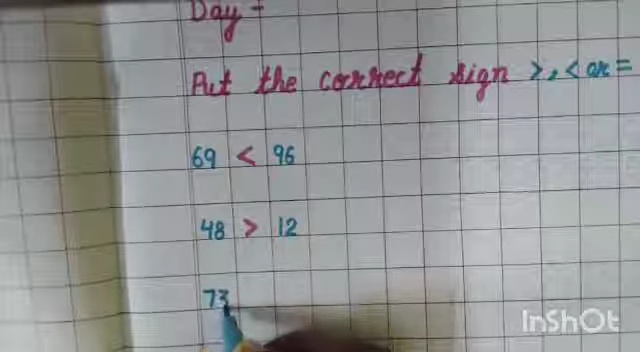 Day -
Put the correct sign >, < or =
69 < 96
48 > 12
73
InShOt